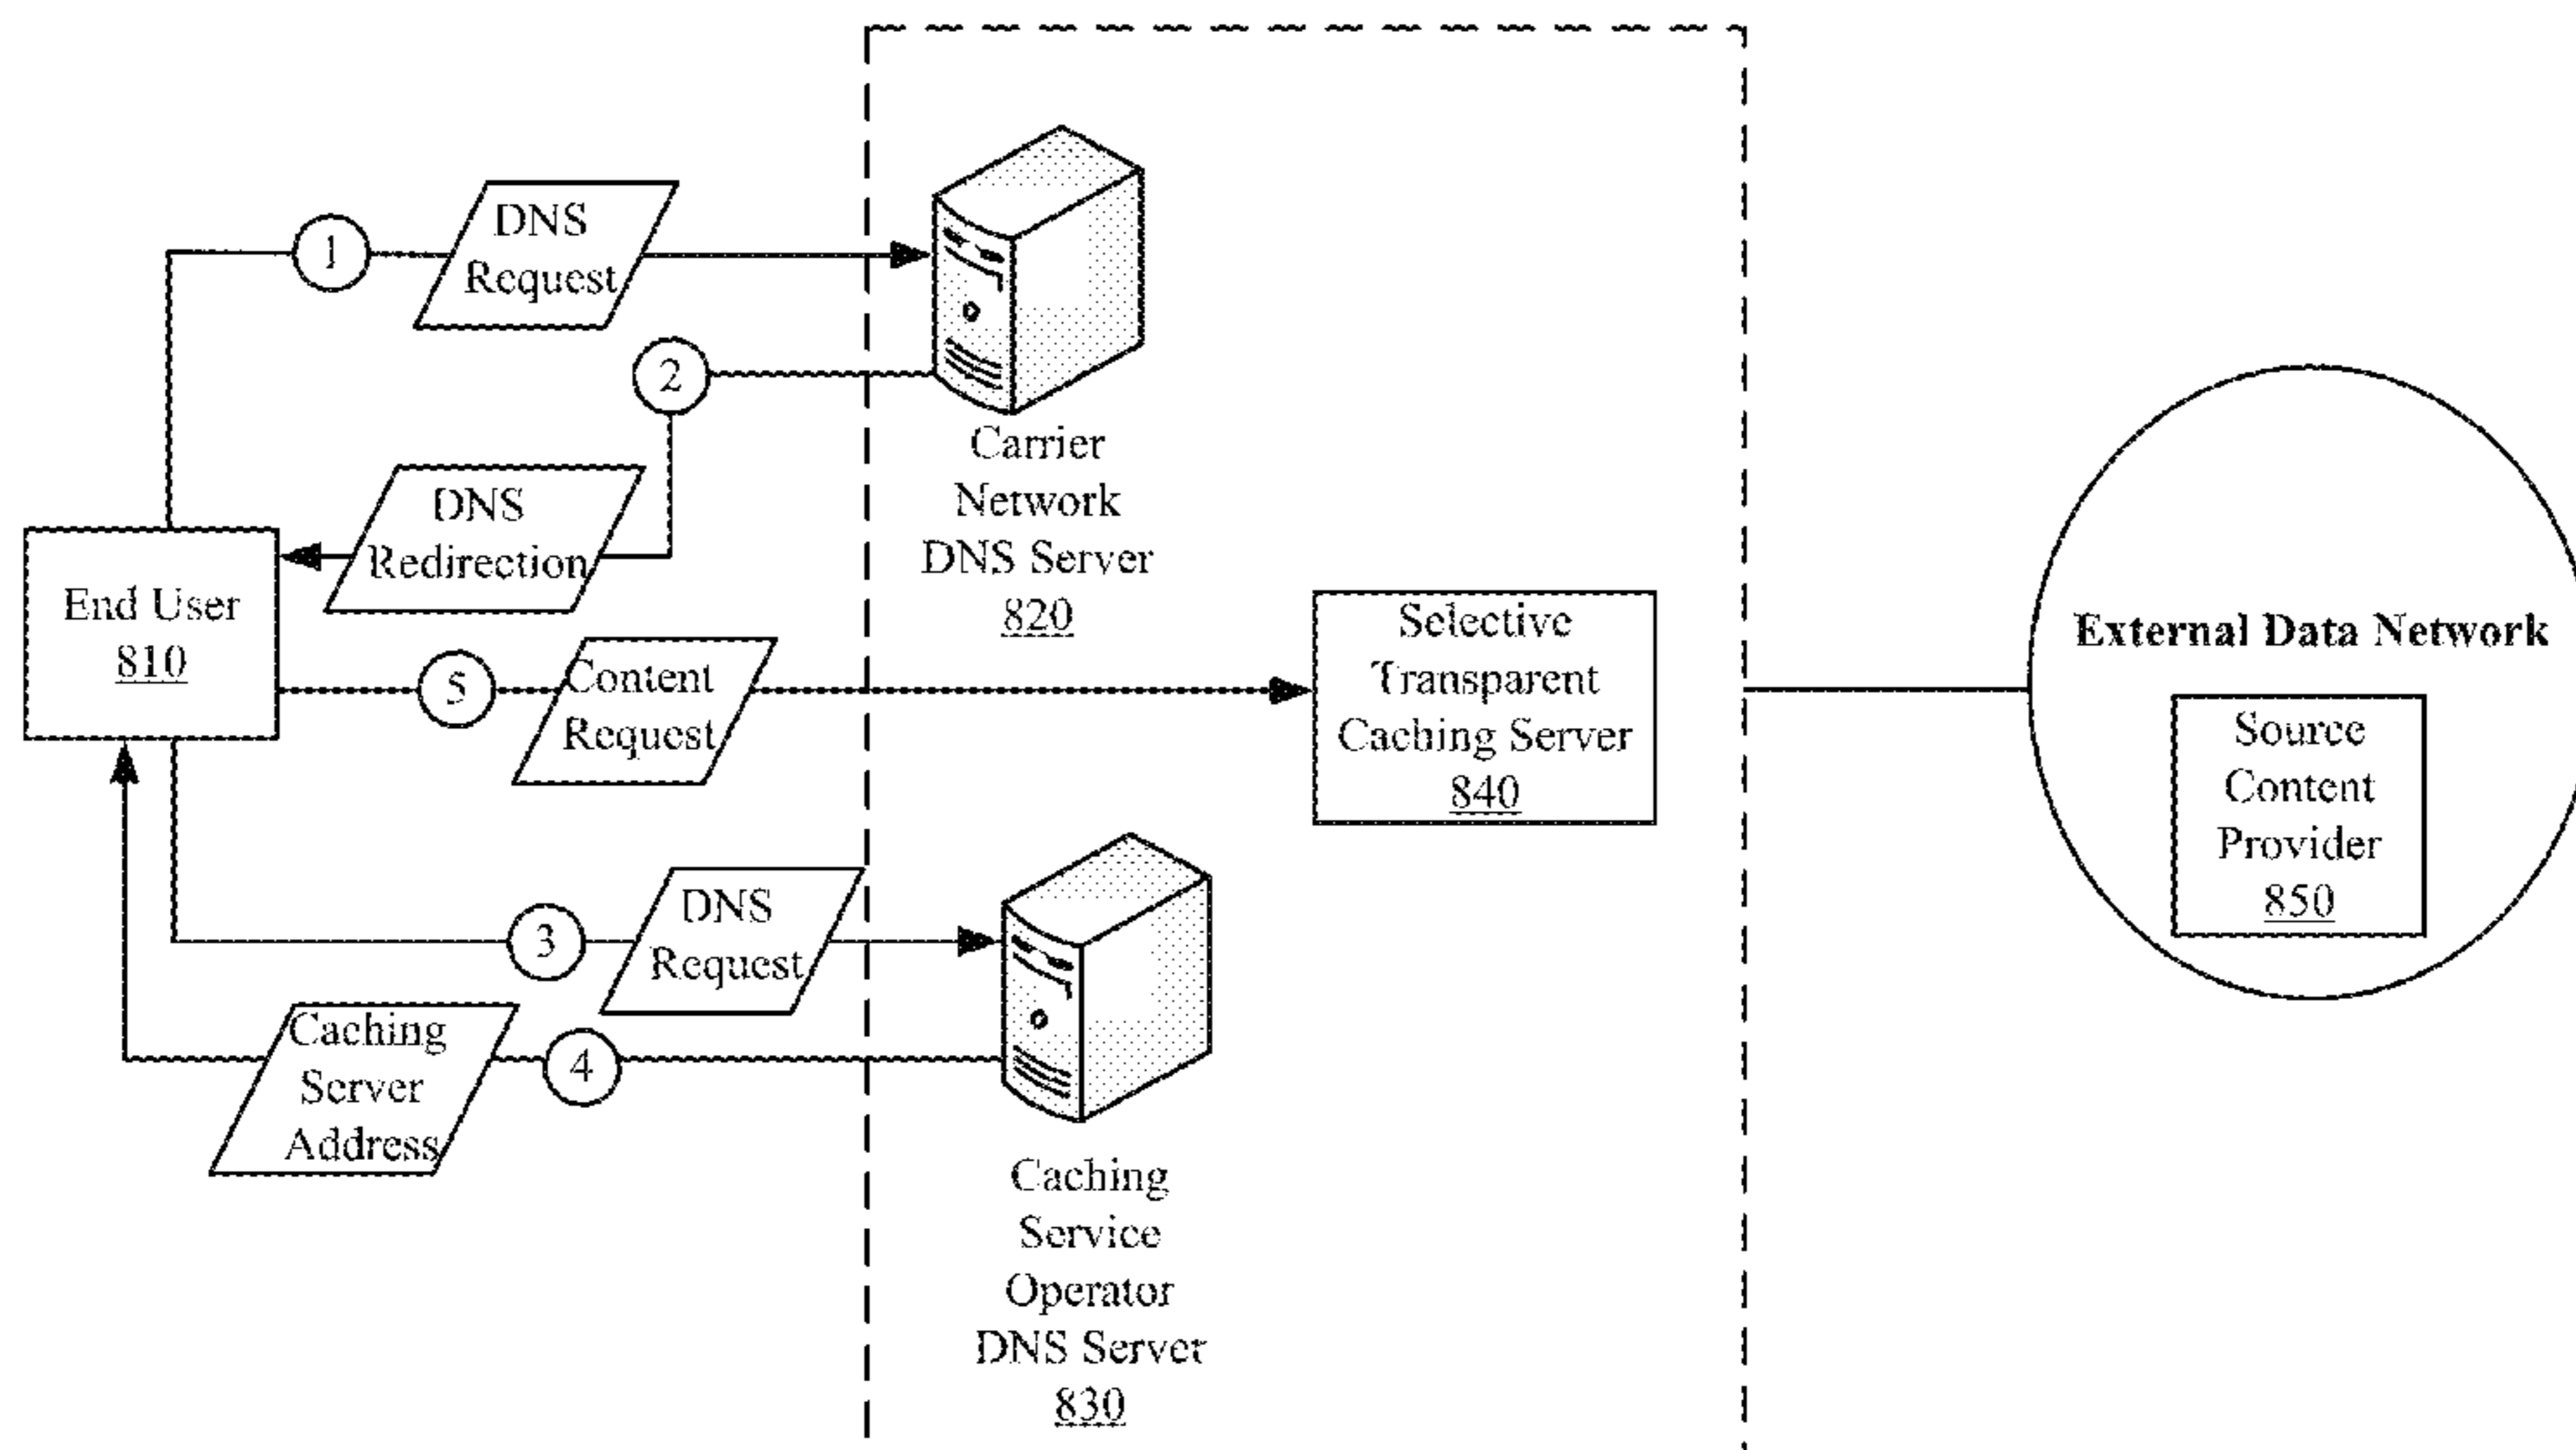 1
DNS
Request
2
Carrier
Network
DNS Server
820
DNS
Redirection
End User
810
5
Content
Request
Selective
Transparent
Caching Server
840
External Data Network
Source
Content
Provider
850
3
DNS
Request
4
Caching
Server
Address
Caching
Service
Operator
DNS Server
830